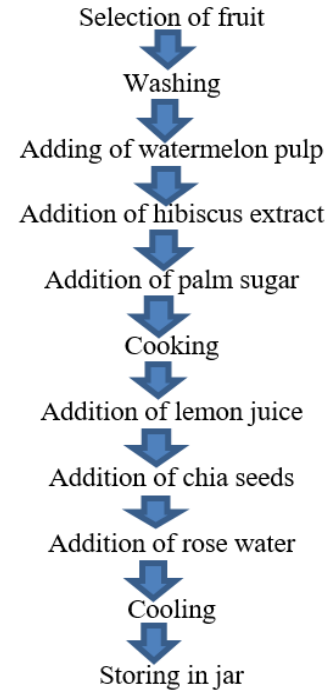 Selection of fruit
Washing
Adding of watermelon pulp
Addition of hibiscus extract
Addition of palm sugar
Cooking
Addition of lemon juice
Addition of chia seeds
Addition of rose water
Cooling
Storing in jar